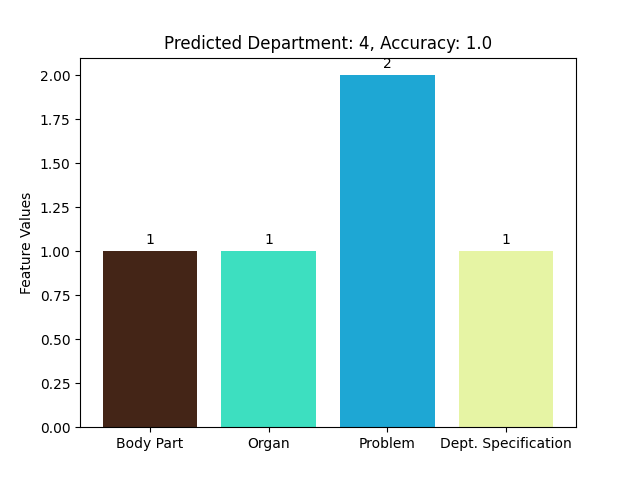 Predicted Department: 4, Accuracy: 1.0
2
2.00
1.75
1.50
1.25
1 1 1
1.00
0.75
0.50
0.25
0.00
Feature Values
Body Part Organ Problem Dept. Specification